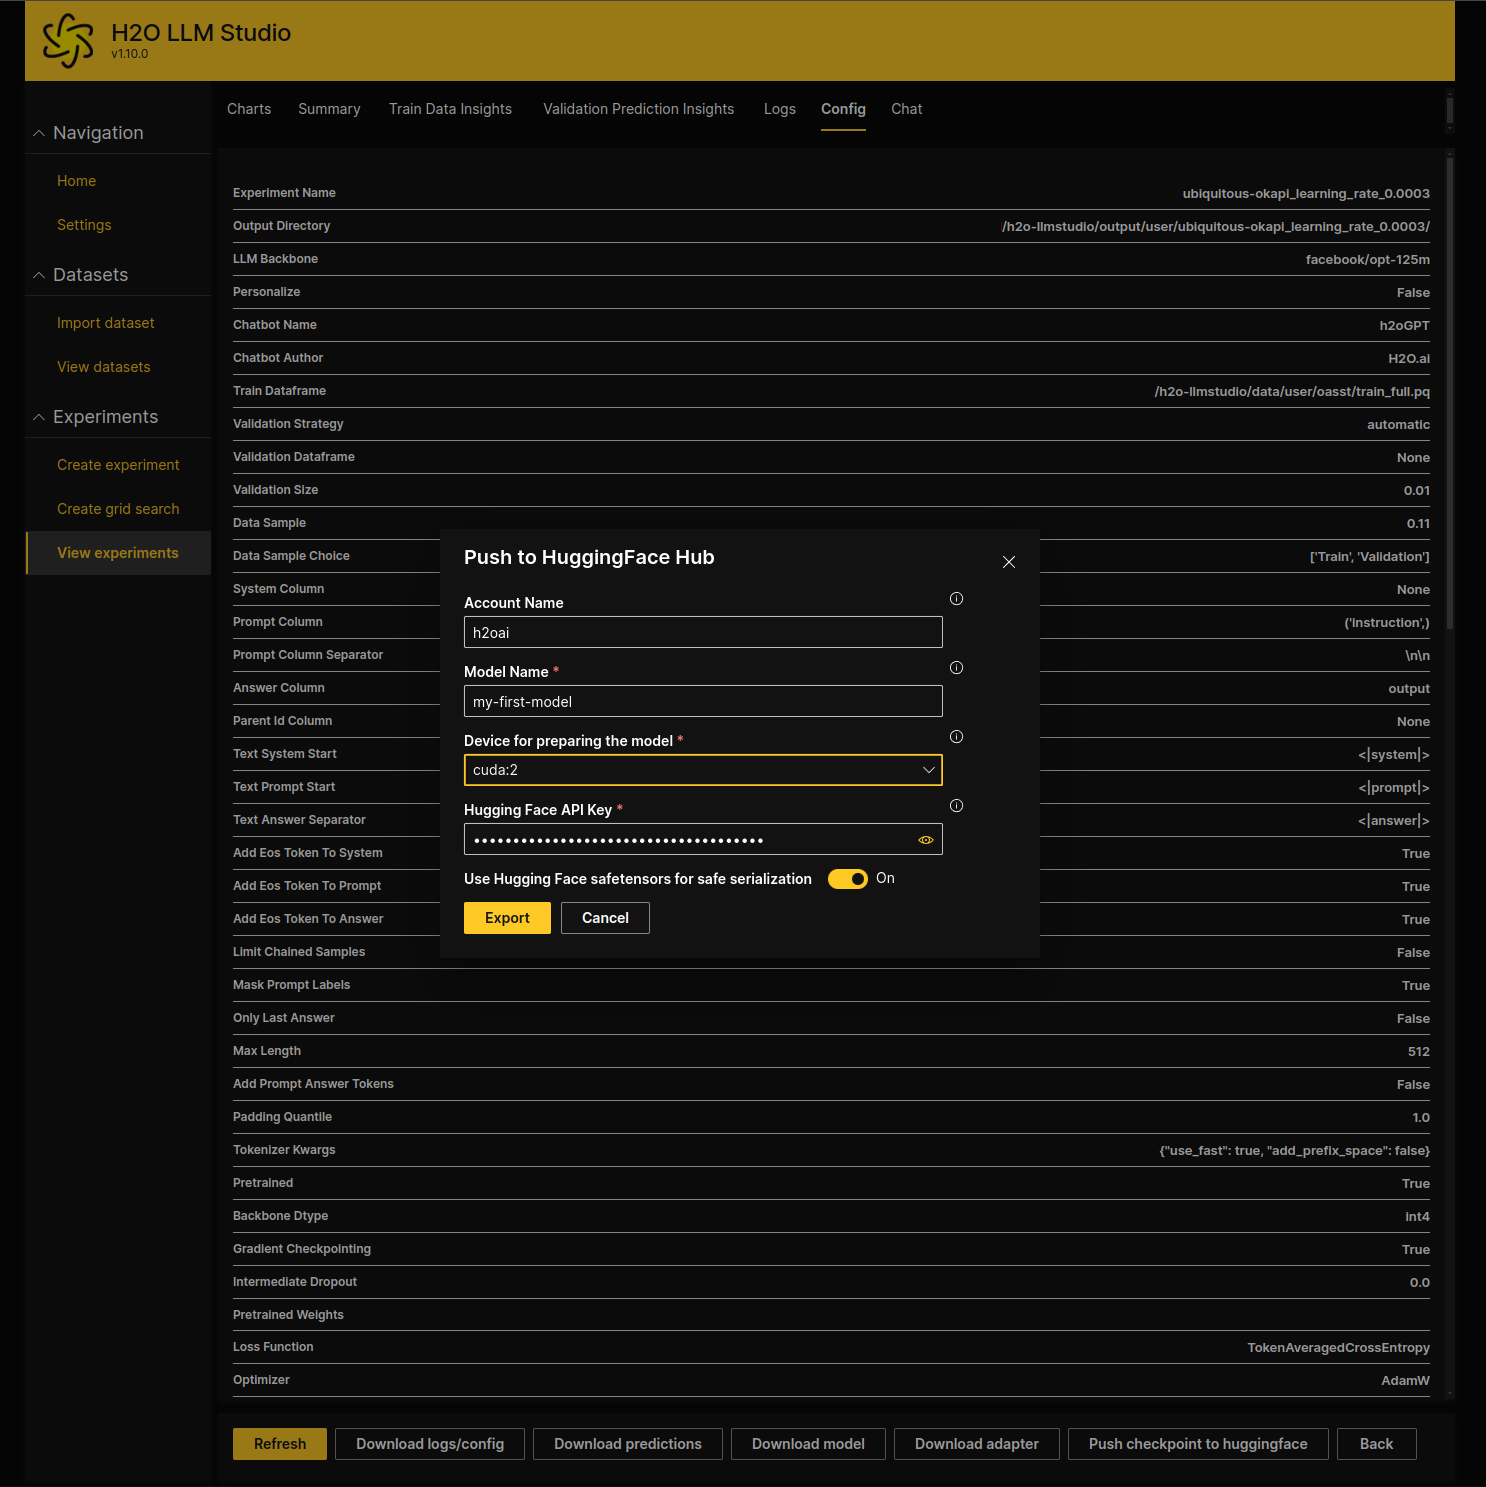 H2O LLM Studio
v1.10.0
Navigation
Home
Settings
Datasets
Import dataset
View datasets
Experiments
Create experiment
Create grid search
View experiments
Charts Summary Train Data Insights Validation Prediction Insights Logs Config Chat
Experiment Name ubiquitous-okapi_learning_rate_0.0003
Output Directory /h2o-llmstudio/output/user/ubiquitous-okapi_learning_rate_0.0003/
LLM Backbone facebook/opt-125m
Personalize False
Chatbot Name h2oGPT
Chatbot Author H2O.ai
Train Dataframe /h2o-llmstudio/data/user/oasst/train_full.pq
Validation Strategy automatic
Validation Dataframe None
Validation Size 0.01
Data Sample 0.11
Data Sample Choice ['Train', 'Validation']
System Column None
Prompt Column ('instruction',)
Prompt Column Separator \n\n
Answer Column output
Parent Id Column None
Text System Start <|system|>
Text Prompt Start <|prompt|>
Text Answer Separator <|answer|>
Add Eos Token To System True
Add Eos Token To Prompt True
Add Eos Token To Answer True
Limit Chained Samples False
Mask Prompt Labels True
Only Last Answer False
Max Length 512
Add Prompt Answer Tokens False
Padding Quantile 1.0
Tokenizer Kwargs {"use_fast": true, "add_prefix_space": false}
Pretrained True
Backbone Dtype int4
Gradient Checkpointing True
Intermediate Dropout 0.0
Pretrained Weights
Loss Function TokenAveragedCrossEntropy
Optimizer AdamW
Push to HuggingFace Hub
Account Name
h2oai
Model Name *
my-first-model
Device for preparing the model *
cuda:2
Hugging Face API Key *
•••••••••••••••••••••••••••••••••••••
Use Hugging Face safetensors for safe serialization On
Export Cancel
Refresh Download logs/config Download predictions Download model Download adapter Push checkpoint to huggingface Back